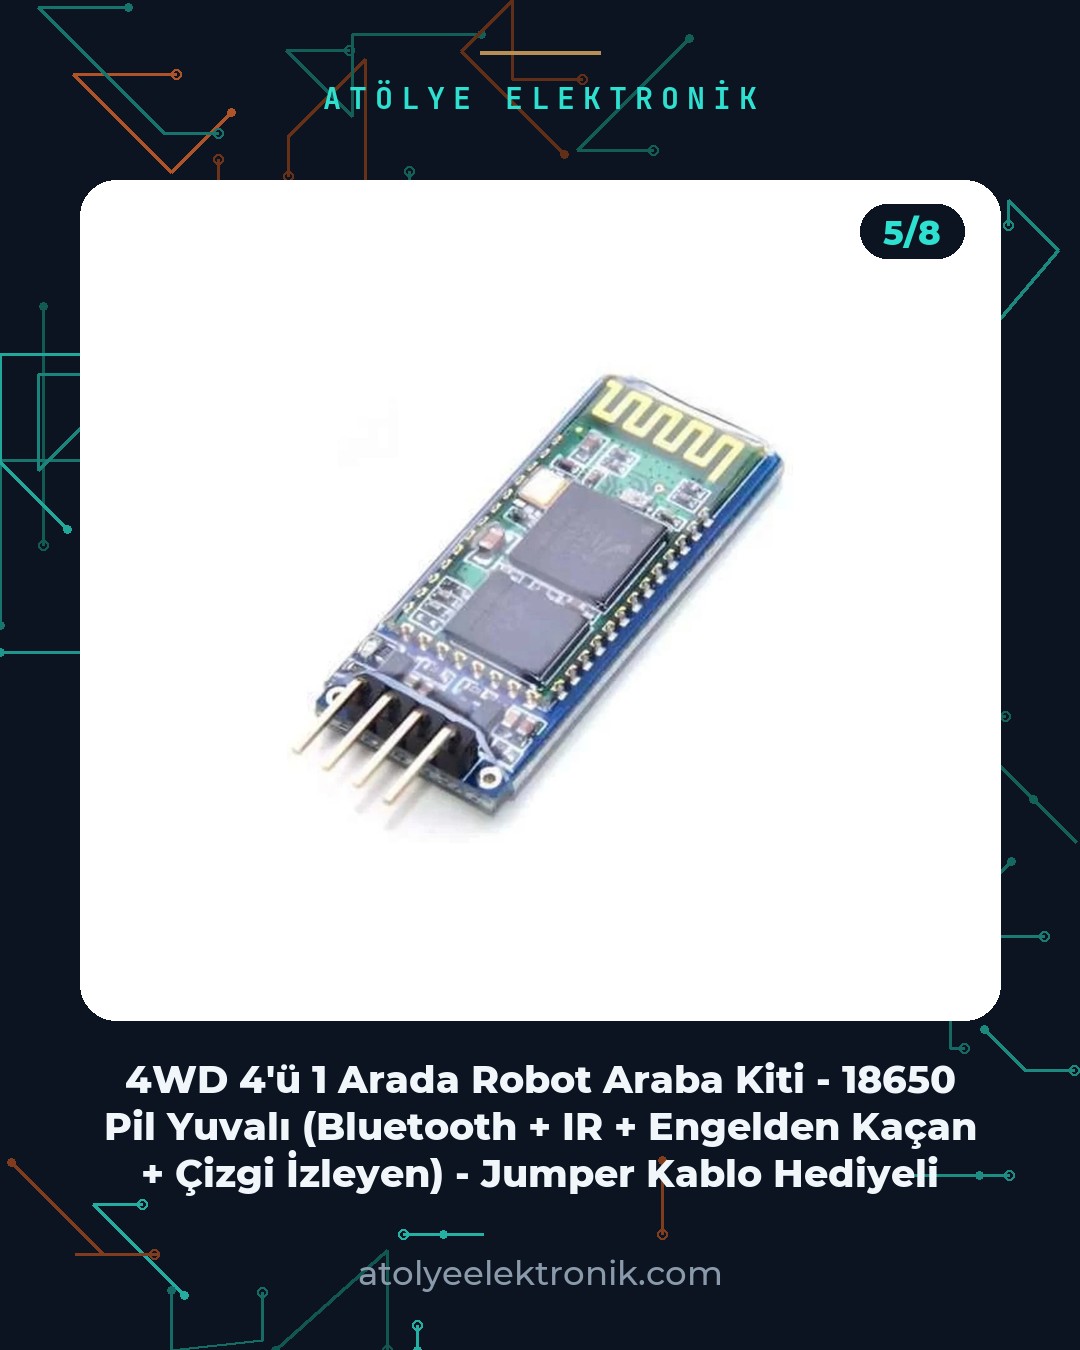 ATÖLYE ELEKTRONİK
5/8
4WD 4'ü 1 Arada Robot Araba Kiti - 18650
Pil Yuvalı (Bluetooth + IR + Engelden Kaçan
+ Çizgi İzleyen) - Jumper Kablo Hediyeli
atolyeelektronik.com